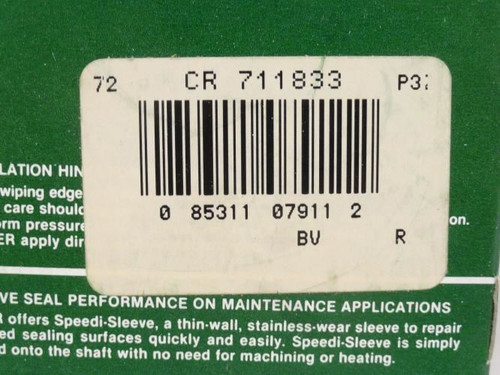 72 CR 711833 P3
0 85311 07911 2
BV R
LATION HIN
wiping edge
care shoul
orm pressur on.
ER apply dir
VE SEAL PERFORMANCE ON MAINTENANCE APPLICATIONS
offers Speedi-Sleeve, a thin-wall, stainless-wear sleeve to repair
ed sealing surfaces quickly and easily. Speedi-Sleeve is simply
d onto the shaft with no need for machining or heating.